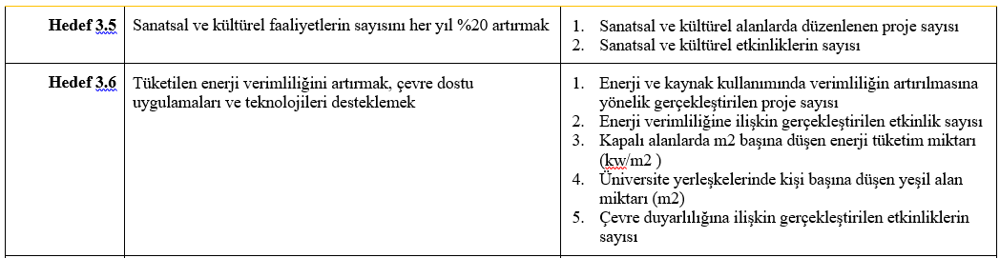 Hedef 3.5 Sanatsal ve kültürel faaliyetlerin sayısını her yıl %20 artırmak
1. Sanatsal ve kültürel alanlarda düzenlenen proje sayısı
2. Sanatsal ve kültürel etkinliklerin sayısı
Hedef 3.6 Tüketilen enerji verimliliğini artırmak, çevre dostu
uygulamaları ve teknolojileri desteklemek
1. Enerji ve kaynak kullanımında verimliliğin artırılmasına
yönelik gerçekleştirilen proje sayısı
2. Enerji verimliliğine ilişkin gerçekleştirilen etkinlik sayısı
3. Kapalı alanlarda m2 başına düşen enerji tüketim miktarı
(kw/m2 )
4. Üniversite yerleşkelerinde kişi başına düşen yeşil alan
miktarı (m2)
5. Çevre duyarlılığına ilişkin gerçekleştirilen etkinliklerin
sayısı